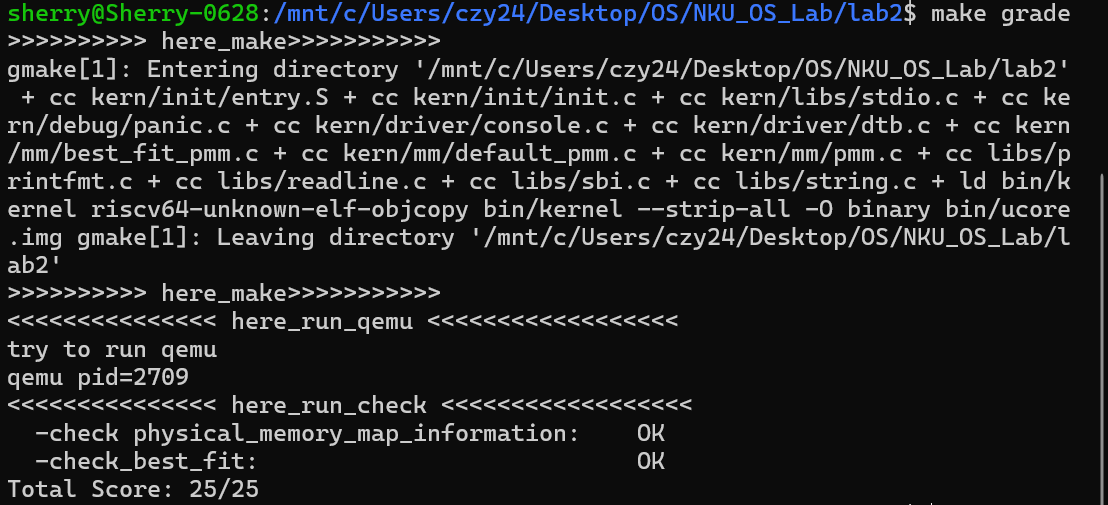 sherry@Sherry-0628:/mnt/c/Users/czy24/Desktop/OS/NKU_OS_Lab/lab2$ make grade
>>>>>>>>>> here_make>>>>>>>>>>>
gmake[1]: Entering directory '/mnt/c/Users/czy24/Desktop/OS/NKU_OS_Lab/lab2'
 + cc kern/init/entry.S + cc kern/init/init.c + cc kern/libs/stdio.c + cc ke
rn/debug/panic.c + cc kern/driver/console.c + cc kern/driver/dtb.c + cc kern
/mm/best_fit_pmm.c + cc kern/mm/default_pmm.c + cc kern/mm/pmm.c + cc libs/p
rintfmt.c + cc libs/readline.c + cc libs/sbi.c + cc libs/string.c + ld bin/k
ernel riscv64-unknown-elf-objcopy bin/kernel --strip-all -O binary bin/ucore
.img gmake[1]: Leaving directory '/mnt/c/Users/czy24/Desktop/OS/NKU_OS_Lab/l
ab2'
>>>>>>>>>> here_make>>>>>>>>>>>
<<<<<<<<<<<<<<< here_run_qemu <<<<<<<<<<<<<<<<<<
try to run qemu
qemu pid=2709
<<<<<<<<<<<<<<< here_run_check <<<<<<<<<<<<<<<<<<
  -check physical_memory_map_information:    OK
  -check_best_fit:                           OK
Total Score: 25/25